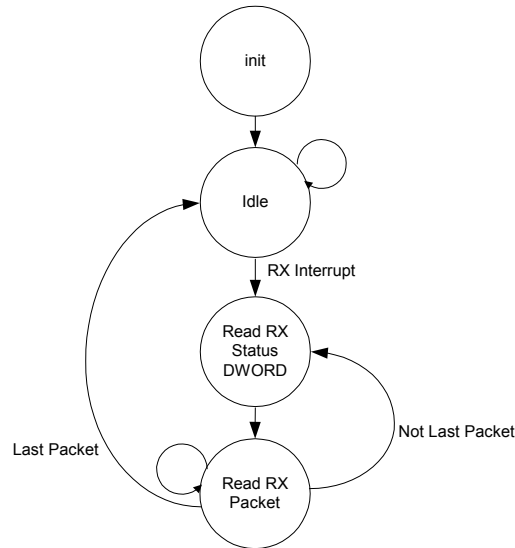 init
Idle
RX Interrupt
Read RX
Status
DWORD
Not Last Packet
Last Packet
Read RX
Packet